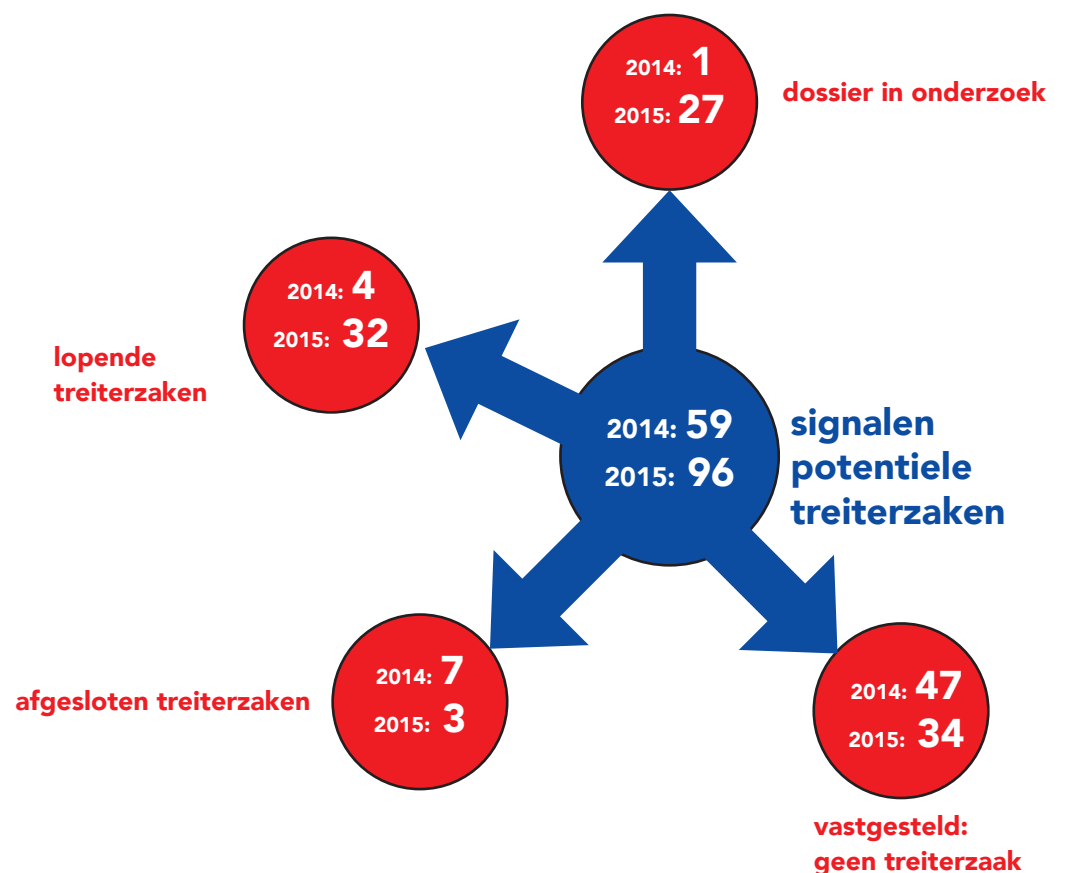 2014: 1
2015: 27
dossier in onderzoek
2014: 4
2015: 32
lopende
treiterzaken
2014: 59
2015: 96
signalen
potentiele
treiterzaken
2014: 7
2015: 3
afgesloten treiterzaken
2014: 47
2015: 34
vastgesteld:
geen treiterzaak